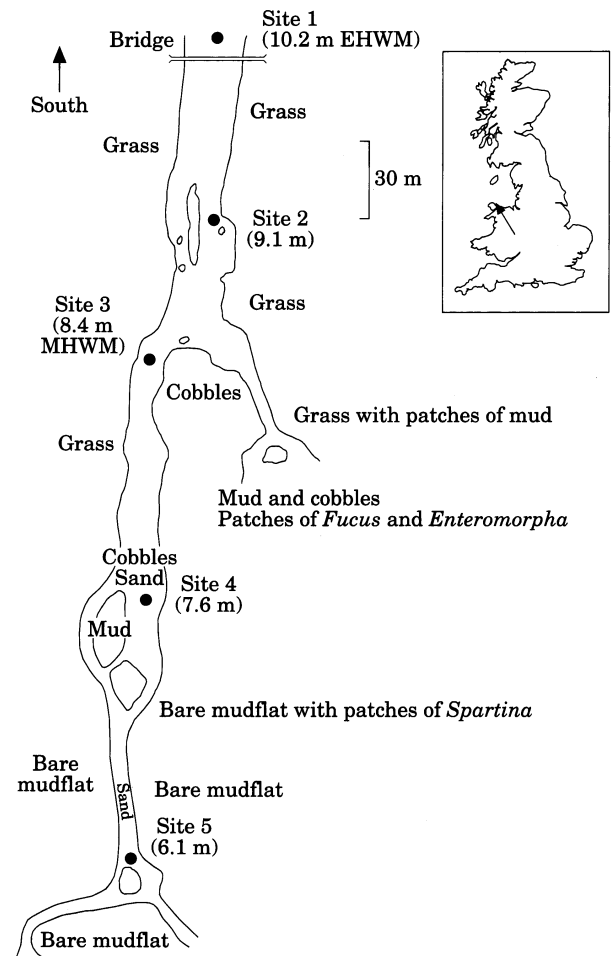 Site 1
(10.2 m EHWM)
Bridge
South
Grass
Grass
30 m
Site 2
(9.1 m)
Site 3
(8.4 m
MHWM)
Grass
Cobbles
Grass with patches of mud
Grass
Mud and cobbles
Patches of Fucus and Enteromorpha
Cobbles
Sand
Site 4
(7.6 m)
Mud
Bare mudflat with patches of Spartina
Bare
mudflat
Sand
Bare mudflat
Site 5
(6.1 m)
Bare mudflat